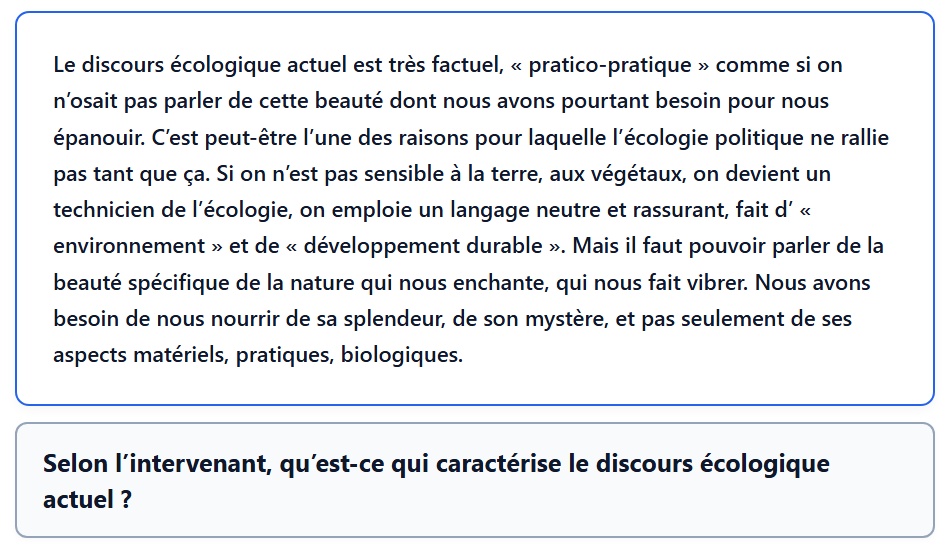 Le discours écologique actuel est très factuel, « pratico-pratique » comme si on
n’osait pas parler de cette beauté dont nous avons pourtant besoin pour nous
épanouir. C’est peut-être l’une des raisons pour laquelle l’écologie politique ne rallie
pas tant que ça. Si on n’est pas sensible à la terre, aux végétaux, on devient un
technicien de l’écologie, on emploie un langage neutre et rassurant, fait d’ «
environnement » et de « développement durable ». Mais il faut pouvoir parler de la
beauté spécifique de la nature qui nous enchante, qui nous fait vibrer. Nous avons
besoin de nous nourrir de sa splendeur, de son mystère, et pas seulement de ses
aspects matériels, pratiques, biologiques.
Selon l’intervenant, qu’est-ce qui caractérise le discours écologique
actuel ?